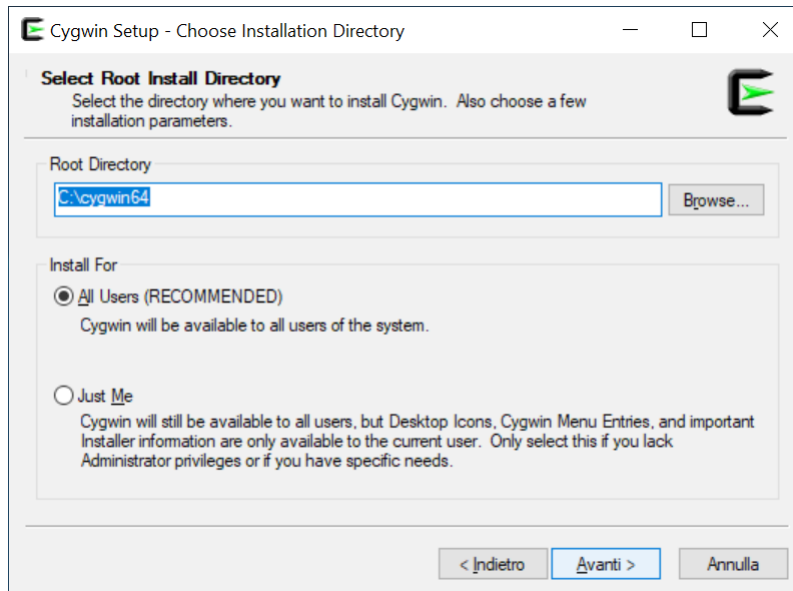 Cygwin Setup - Choose Installation Directory
Select Root Install Directory
Select the directory where you want to install Cygwin. Also choose a few
installation parameters.
Root Directory
C:\cygwin64
Browse...
Install For
All Users (RECOMMENDED)
Cygwin will be available to all users of the system.
Just Me
Cygwin will still be available to all users, but Desktop Icons, Cygwin Menu Entries, and important
Installer information are only available to the current user. Only select this if you lack
Administrator privileges or if you have specific needs.
< Indietro
Avanti >
Annulla